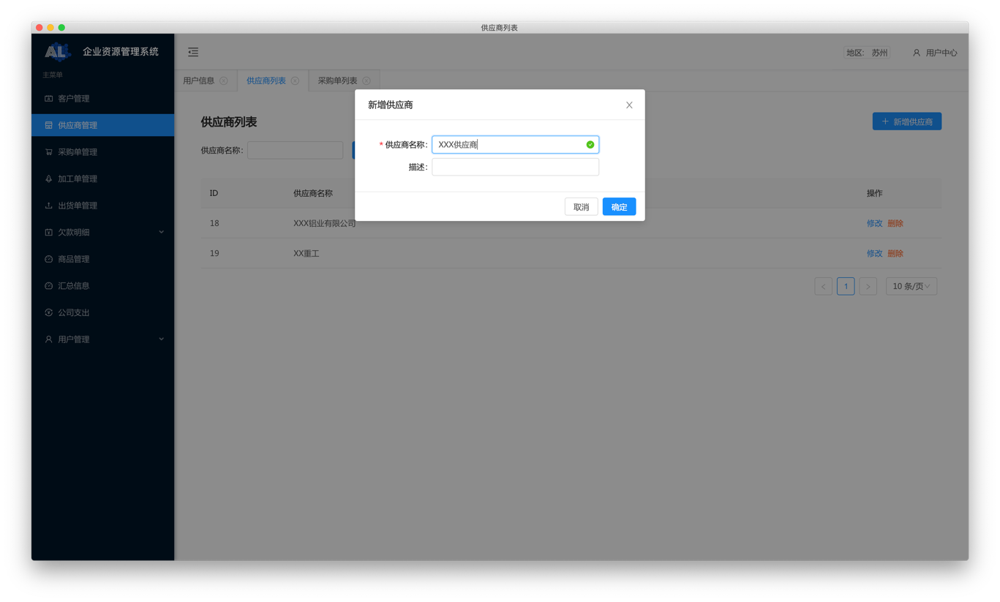 供应商列表
AL 企业资源管理系统
地区: 苏州 用户中心
主菜单
用户信息 供应商列表 采购单列表
客户管理
供应商管理
采购单管理
加工单管理
出货单管理
欠款明细
商品管理
汇总信息
公司支出
用户管理
供应商列表
+ 新增供应商
供应商名称:
ID 供应商名称 操作
18 XXX铝业有限公司 修改 删除
19 XX重工 修改 删除
1 10 条/页
新增供应商
* 供应商名称: XXX供应商
描述:
取消 确定